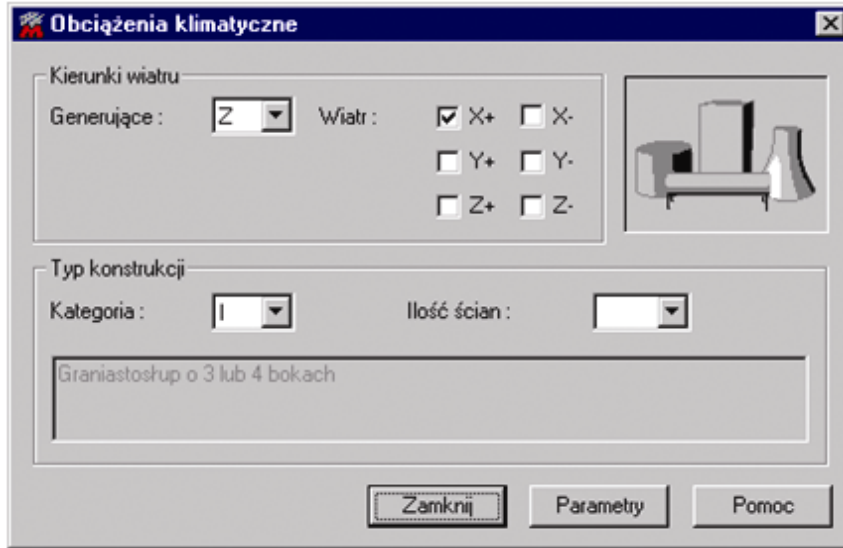 Obciążenia klimatyczne
Kierunki wiatru
Generujące : Z Wiatr : X+ X-
Y+ Y-
Z+ Z-
Typ konstrukcji
Kategoria : I Ilość ścian :
Graniastosłup o 3 lub 4 bokach
Zamknij Parametry Pomoc